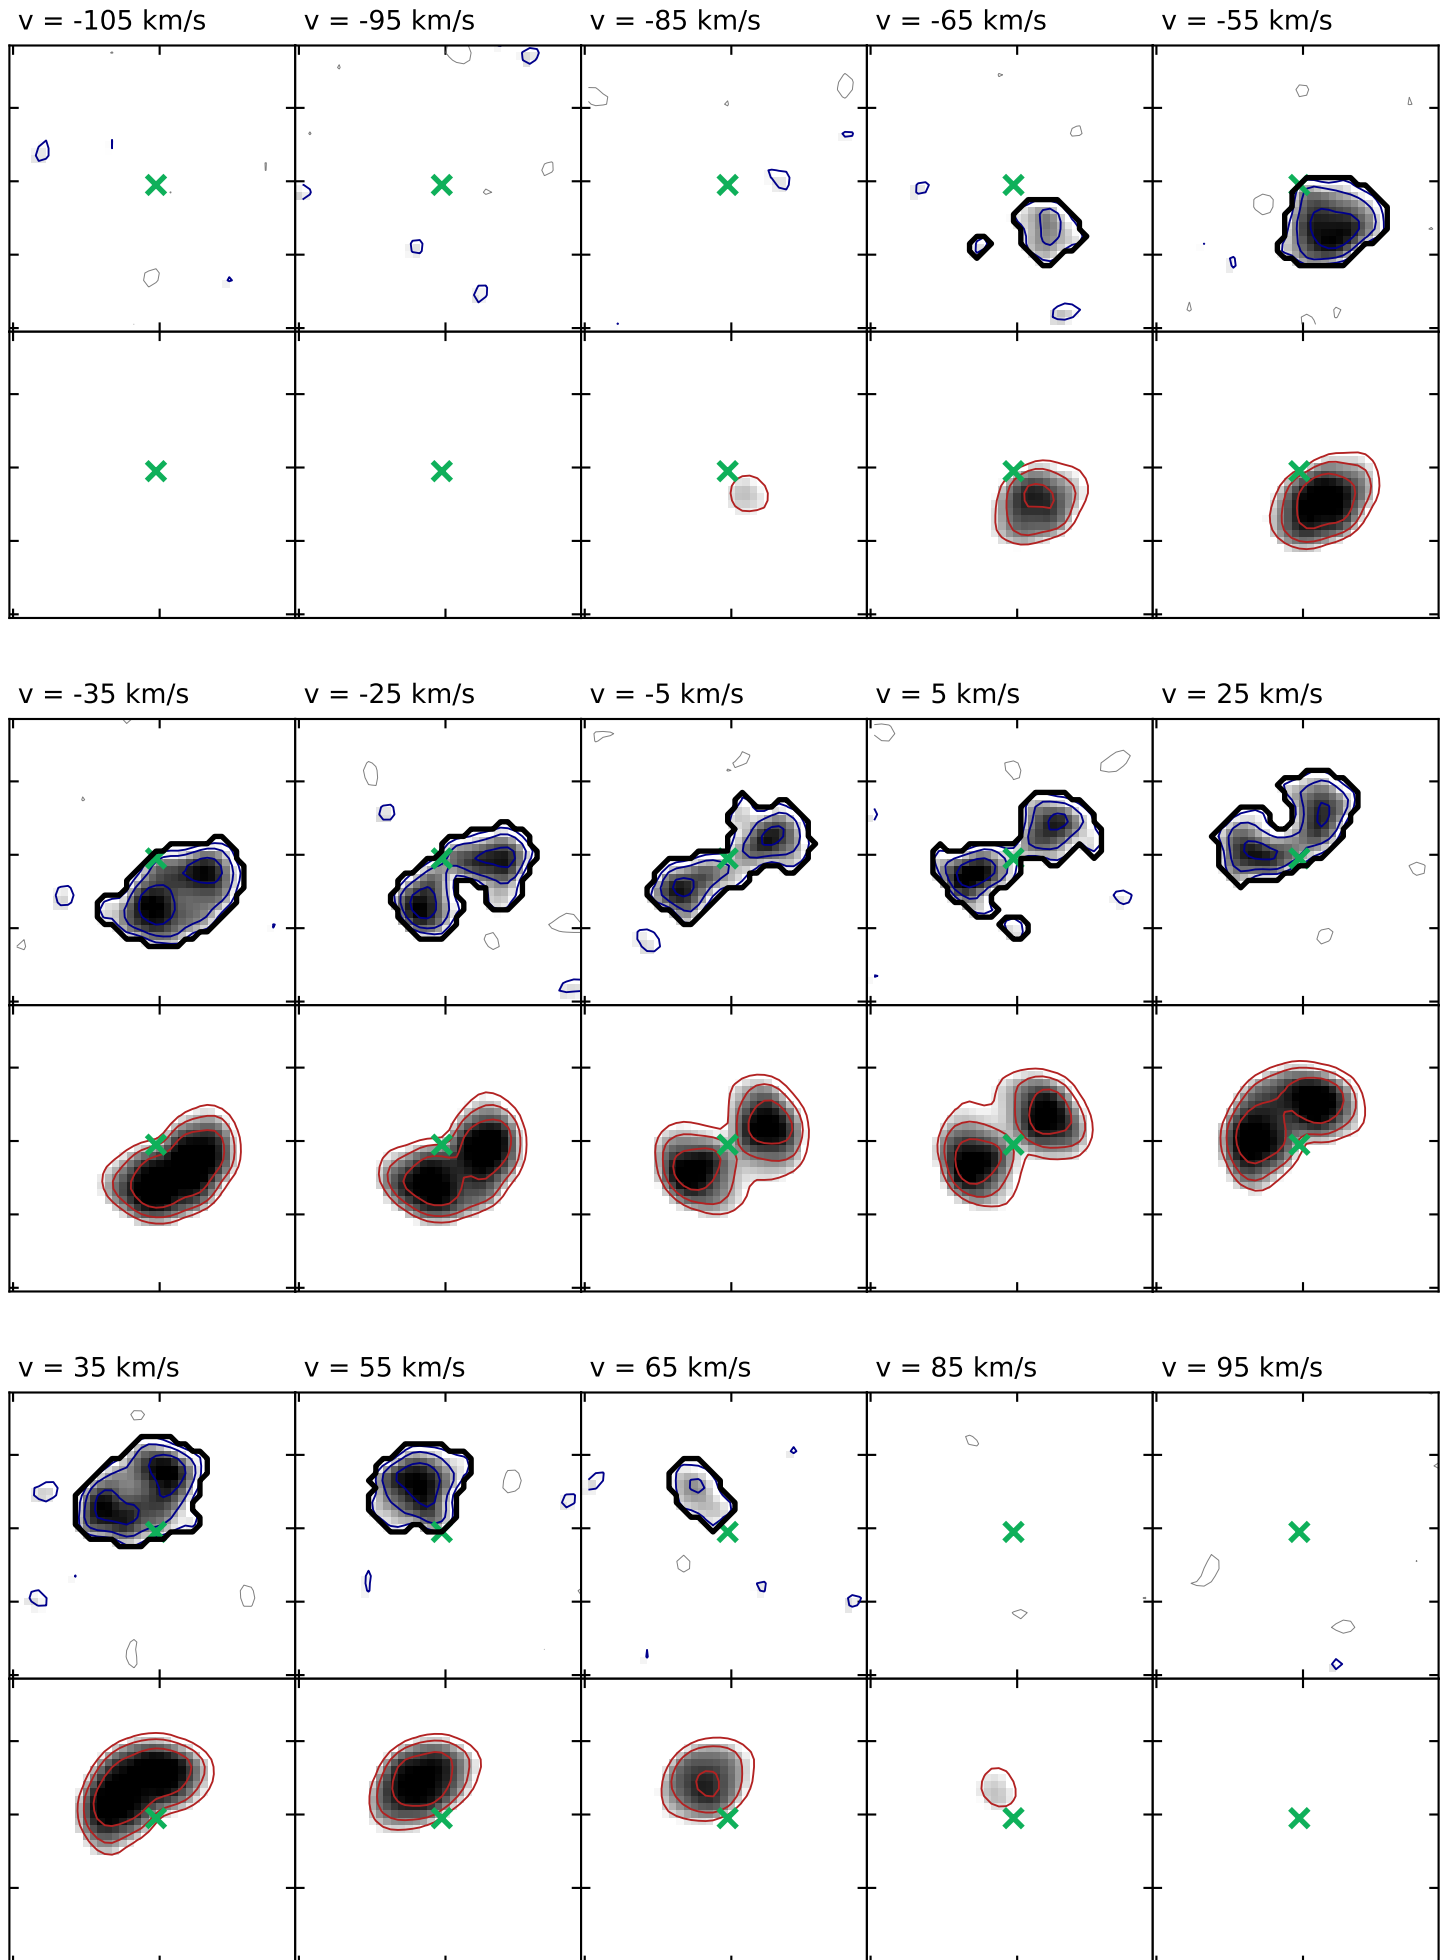 v = -105 km/s
v = -95 km/s
v = -85 km/s
v = -65 km/s
v = -55 km/s
v = -35 km/s
v = -25 km/s
v = -5 km/s
v = 5 km/s
v = 25 km/s
v = 35 km/s
v = 55 km/s
v = 65 km/s
v = 85 km/s
v = 95 km/s